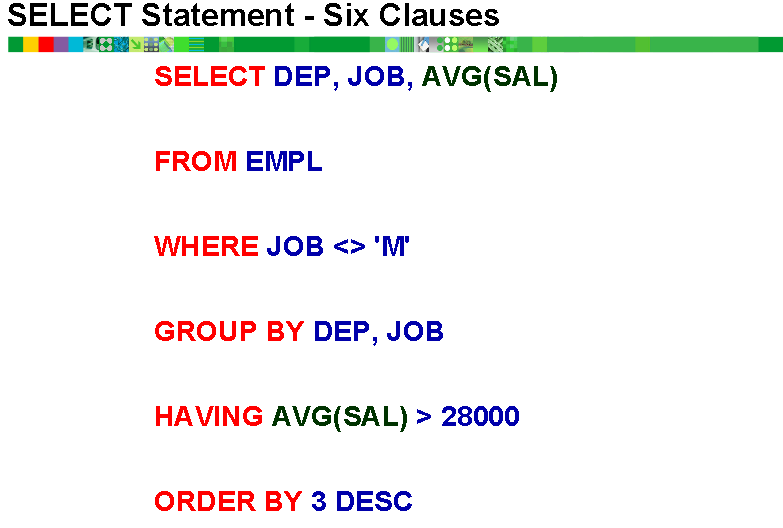 SELECT Statement - Six Clauses
SELECT DEP, JOB, AVG(SAL)
FROM EMPL
WHERE JOB <> 'M'
GROUP BY DEP, JOB
HAVING AVG(SAL) > 28000
ORDER BY 3 DESC